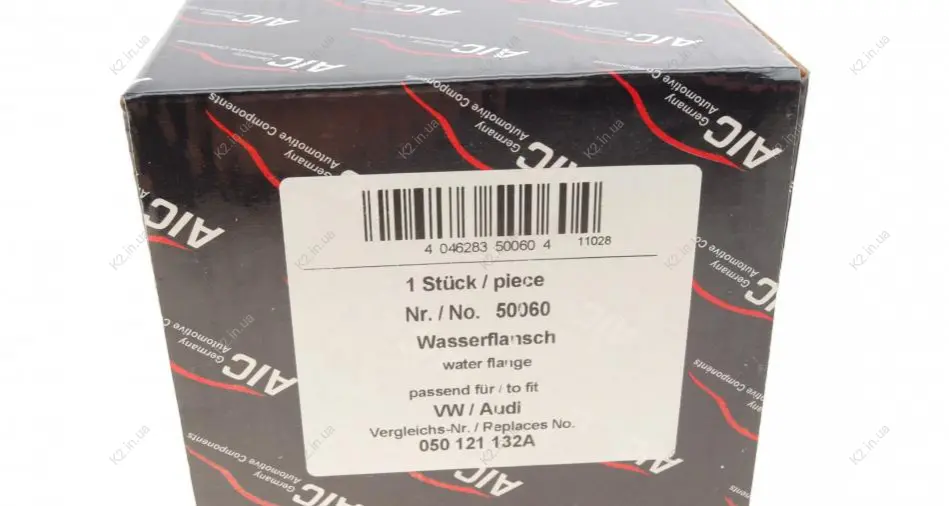 AIC
Germany
Automotive Components
4 046283 50060 4 11028
1 Stück / piece
Nr. / No. 50060
Wasserflansch
water flange
passend für / to fit
VW / Audi
Vergleichs-Nr. / Replaces No.
050 121 132A
K2.in.ua